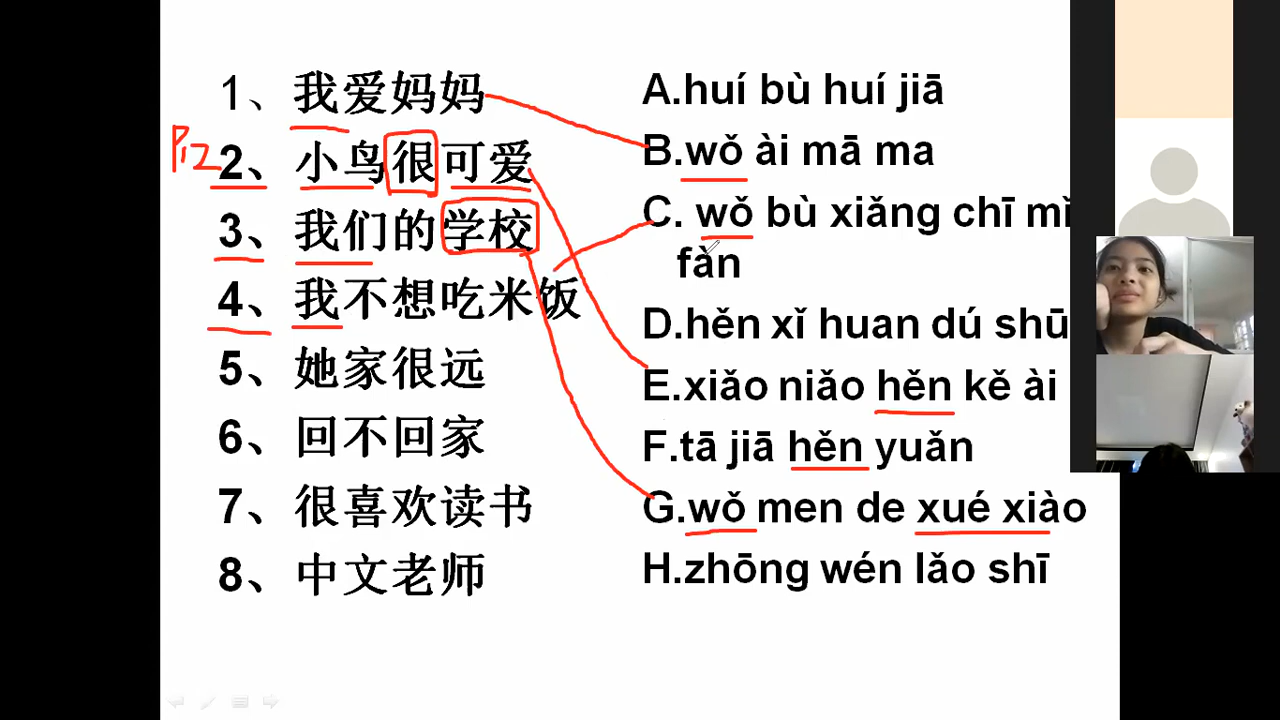 1、我爱妈妈
2、小鸟很可爱
3、我们的学校
4、我不想吃米饭
5、她家很远
6、回不回家
7、很喜欢读书
8、中文老师
A.huí bù huí jiā
B.wǒ ài mā ma
C. wǒ bù xiǎng chī mǐ
fàn
D.hěn xǐ huan dú shū
E.xiǎo niǎo hěn kě ài
F.tā jiā hěn yuǎn
G.wǒ men de xué xiào
H.zhōng wén lǎo shī